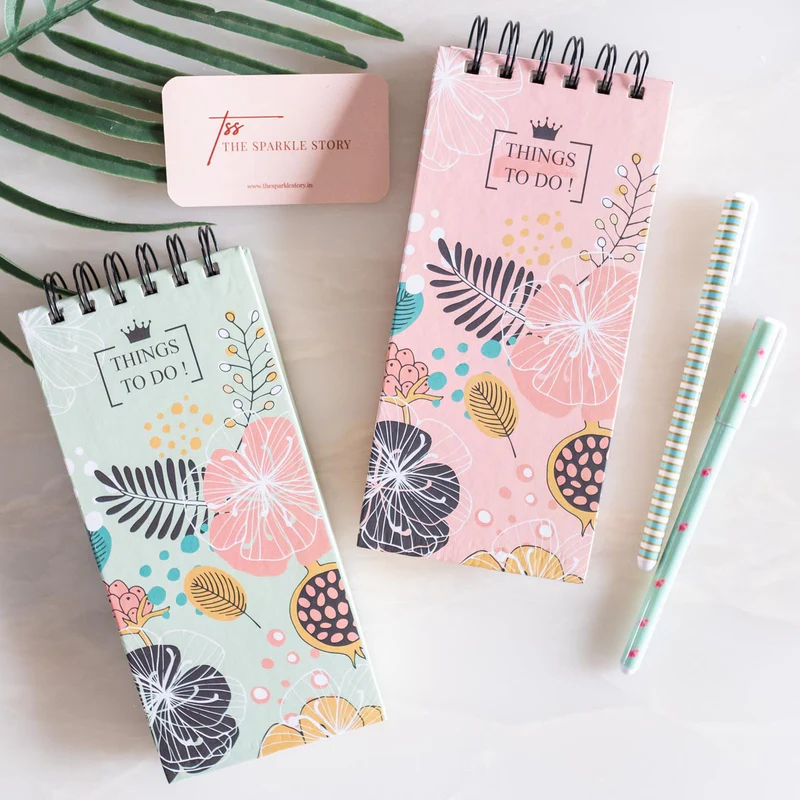 tss
THE SPARKLE STORY
www.thesparklestory.in
THINGS
TO DO !
THINGS
TO DO !